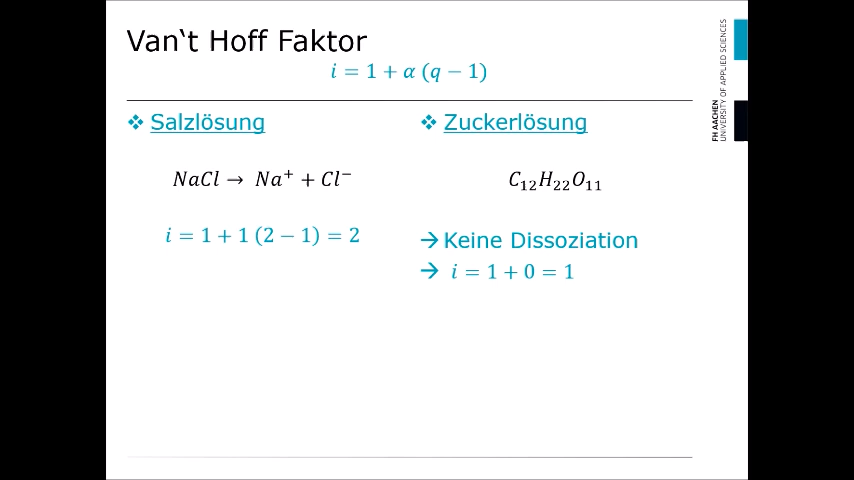 Van‘t Hoff Faktor
i = 1 + α (q − 1)
❖ Salzlösung
NaCl → Na⁺ + Cl⁻
i = 1 + 1 (2 − 1) = 2
❖ Zuckerlösung
C₁₂H₂₂O₁₁
→ Keine Dissoziation
→ i = 1 + 0 = 1
FH AACHEN
UNIVERSITY OF APPLIED SCIENCES